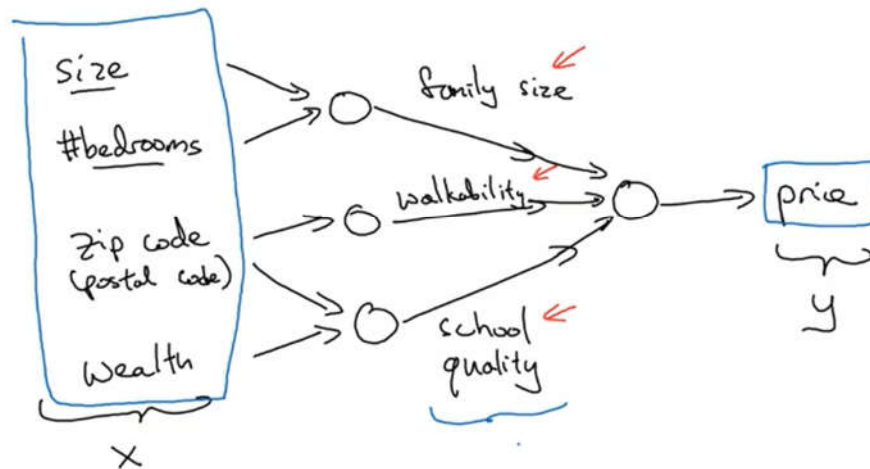 size
family size
#bedrooms
walkability
price
zip code
(postal code)
y
school
quality
wealth
x